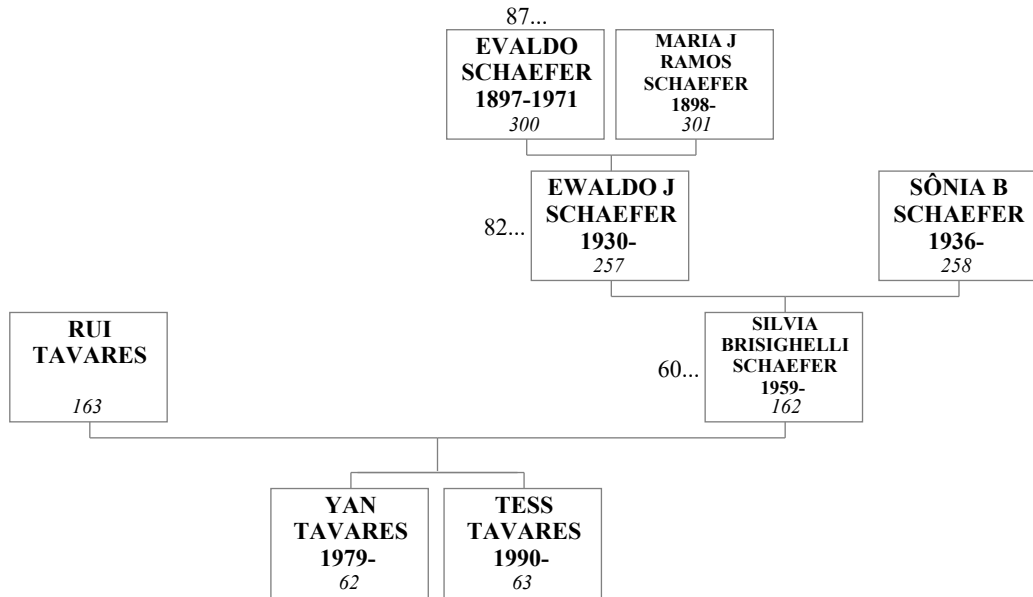 87...
EVALDO
SCHAEFER
1897-1971
300
MARIA J
RAMOS
SCHAEFER
1898-
301
82...
EWALDO J
SCHAEFER
1930-
257
SÔNIA B
SCHAEFER
1936-
258
RUI
TAVARES
163
60...
SILVIA
BRISIGHELLI
SCHAEFER
1959-
162
YAN
TAVARES
1979-
62
TESS
TAVARES
1990-
63